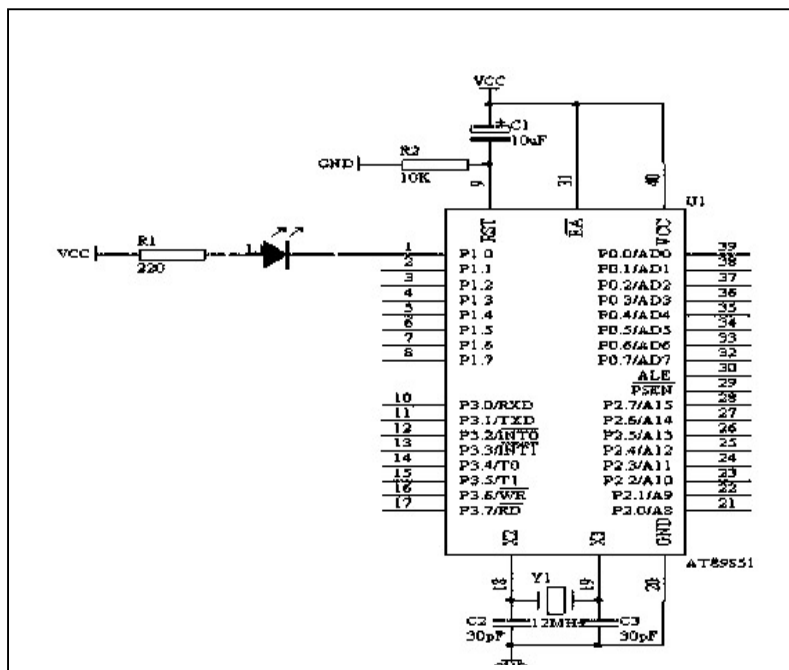 VCC
C1
10uF
R2
GND
10K
9
31
40
U1
RST
EA
VCC
R1
VCC
220
1
1 P1.0 P0.0/AD0 39
2 P1.1 P0.1/AD1 38
3 P1.2 P0.2/AD2 37
4 P1.3 P0.3/AD3 36
5 P1.4 P0.4/AD4 35
6 P1.5 P0.5/AD5 34
7 P1.6 P0.6/AD6 33
8 P1.7 P0.7/AD7 32
ALE 30
PSEN 29
10 P3.0/RXD P2.7/A15 28
11 P3.1/TXD P2.6/A14 27
12 P3.2/INT0 P2.5/A13 26
13 P3.3/INT1 P2.4/A12 25
14 P3.4/T0 P2.3/A11 24
15 P3.5/T1 P2.2/A10 23
16 P3.6/WR P2.1/A9 22
17 P3.7/RD P2.0/A8 21
X2
GND
AT89S51
18
Y1
19
20
C2
30pF
12MHz
C3
30pF